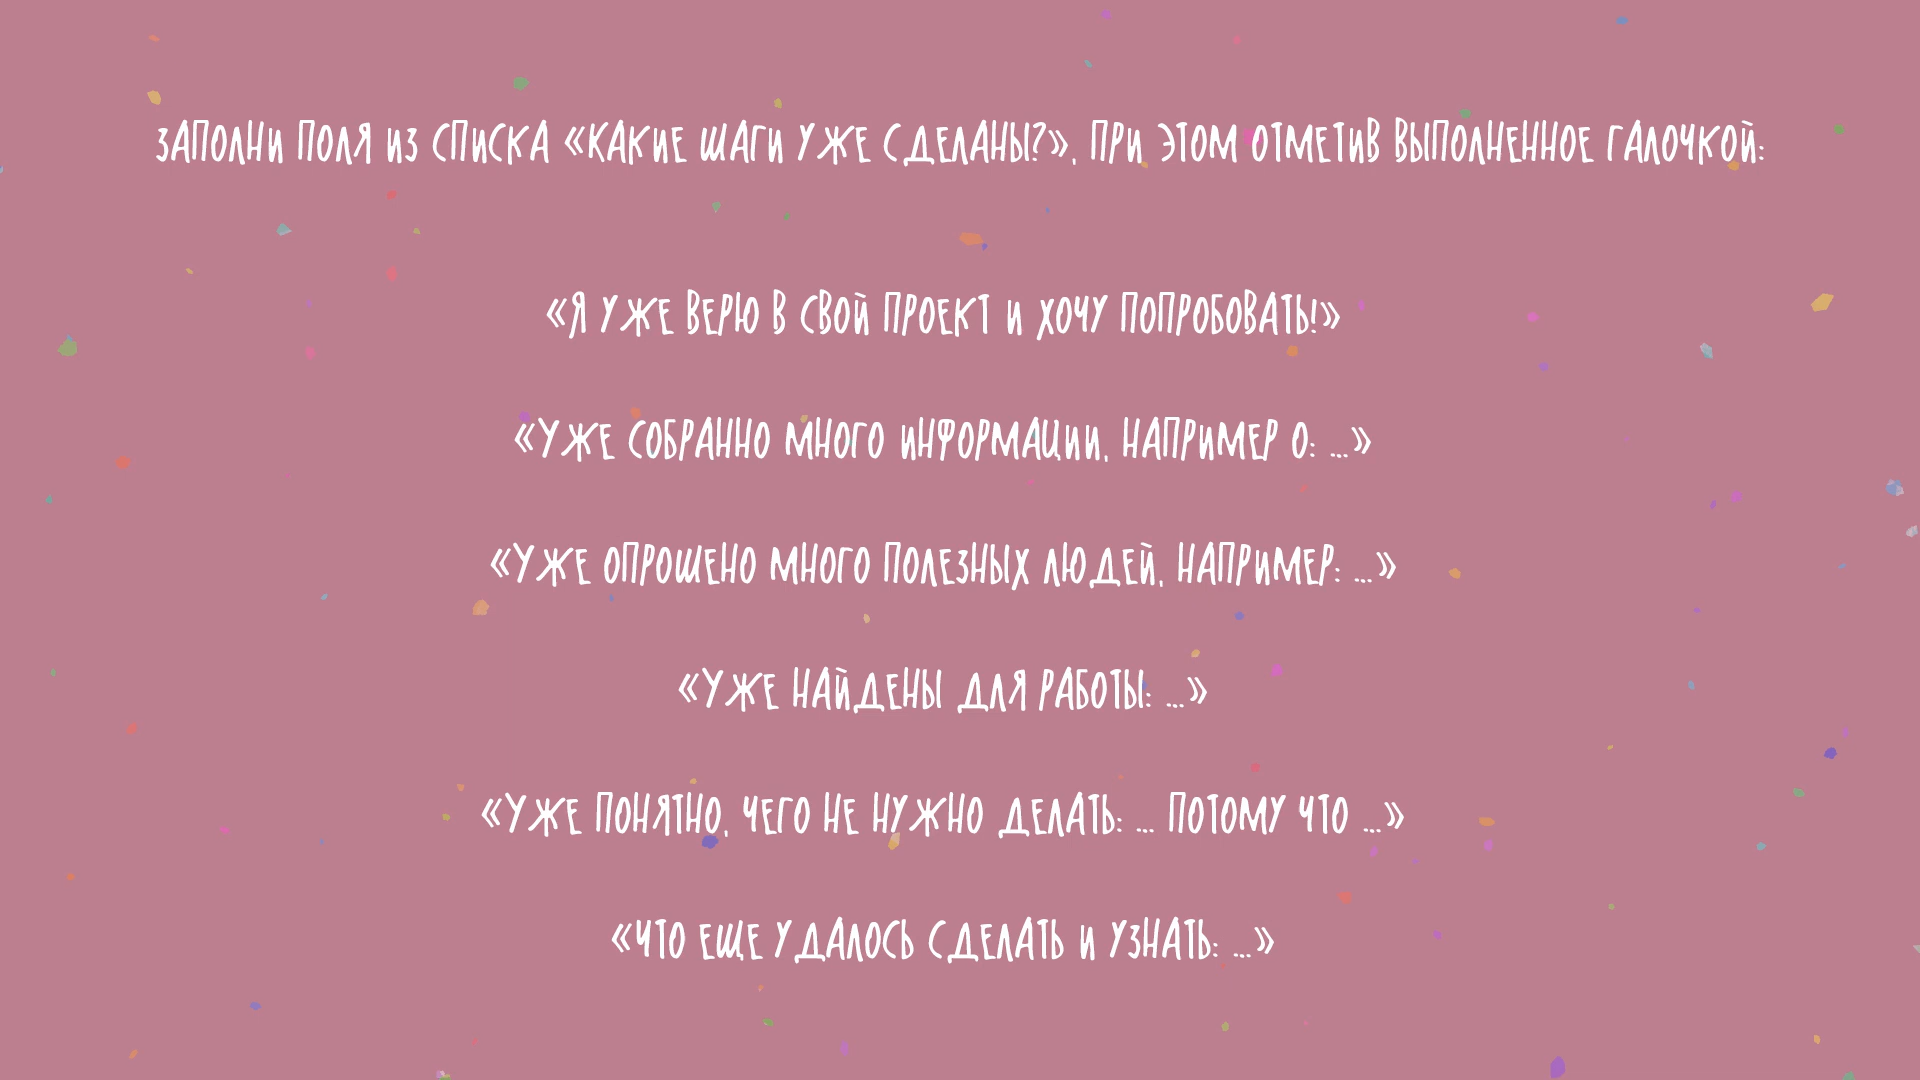 ЗАПОЛНИ ПОЛЯ ИЗ СПИСКА «КАКИЕ ШАГИ УЖЕ СДЕЛАНЫ?», ПРИ ЭТОМ ОТМЕТИВ ВЫПОЛНЕННОЕ ГАЛОЧКОЙ:
«Я УЖЕ ВЕРЮ В СВОЙ ПРОЕКТ И ХОЧУ ПОПРОБОВАТЬ!»
«УЖЕ СОБРАННО МНОГО ИНФОРМАЦИИ, НАПРИМЕР О: ...»
«УЖЕ ОПРОШЕНО МНОГО ПОЛЕЗНЫХ ЛЮДЕЙ, НАПРИМЕР: ...»
«УЖЕ НАЙДЕНЫ ДЛЯ РАБОТЫ: ...»
«УЖЕ ПОНЯТНО, ЧЕГО НЕ НУЖНО ДЕЛАТЬ: ... ПОТОМУ ЧТО ...»
«ЧТО ЕЩЕ УДАЛОСЬ СДЕЛАТЬ И УЗНАТЬ: ...»